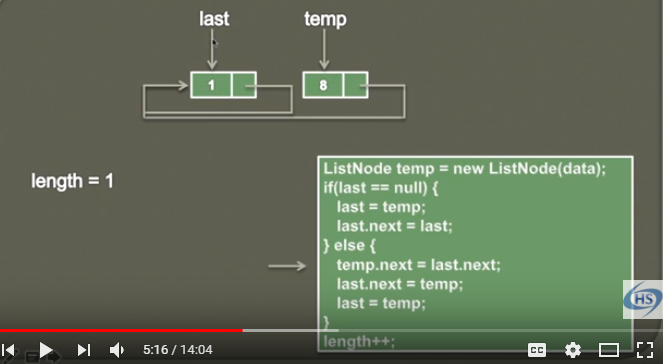 last temp
1 8
length = 1
ListNode temp = new ListNode(data);
if(last == null) {
last = temp;
last.next = last;
} else {
temp.next = last.next;
last.next = temp;
last = temp;
}
length++;
HS
5:16 / 14:04
CC